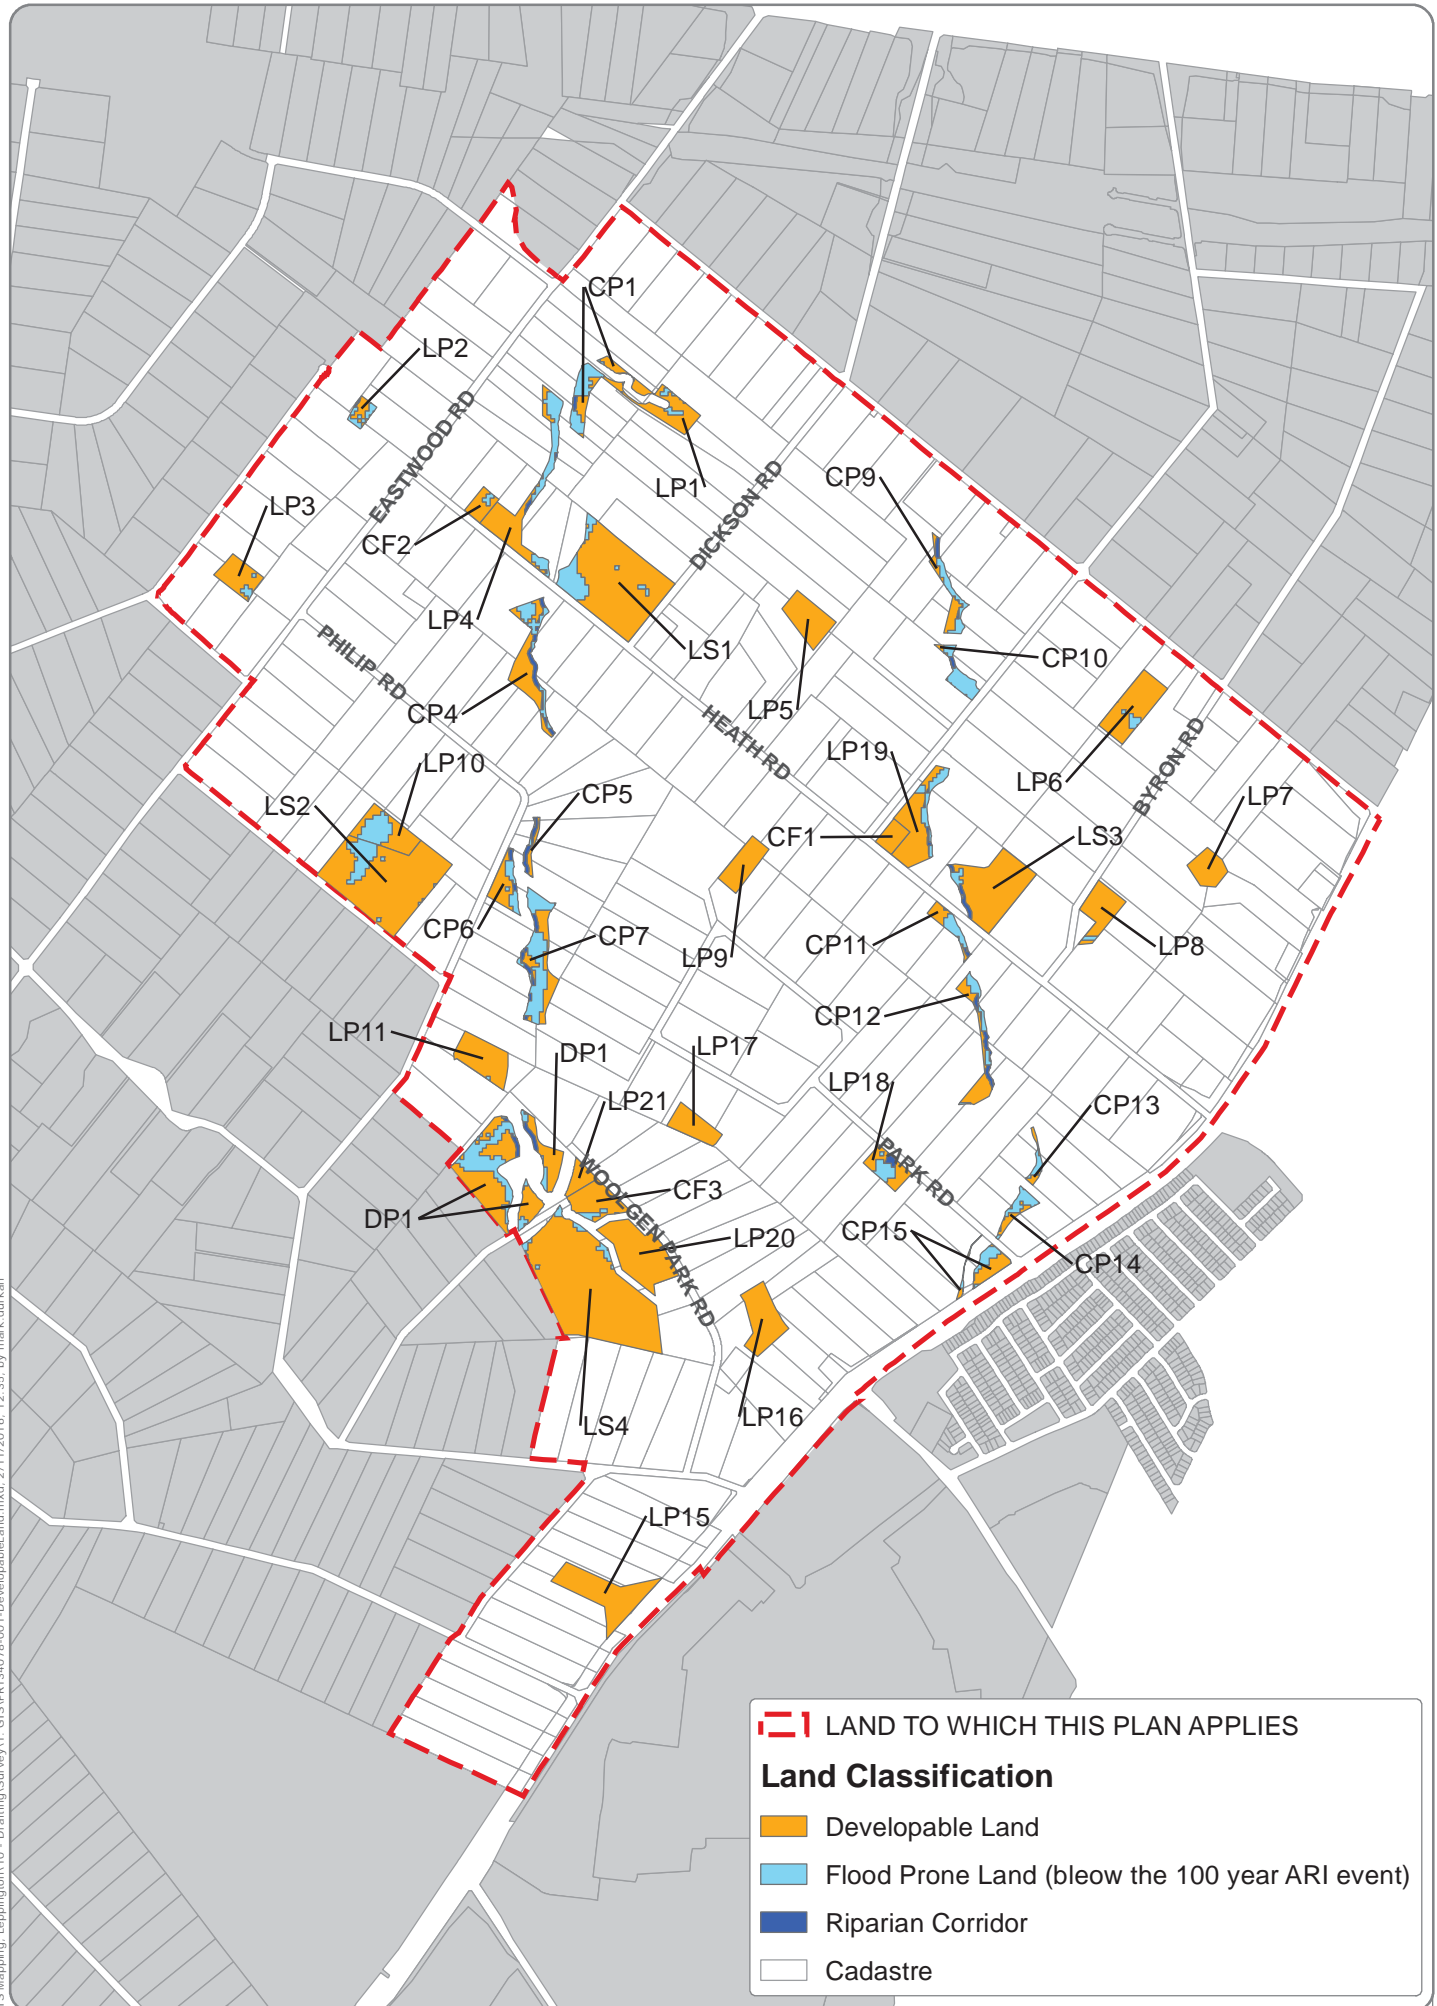 CP1
LP2
EASTWOOD RD
LP1
DICKSON RD
CP9
LP3
CF2
LP4
LS1
CP10
PHILIP RD
CP4
LP5
HEATH RD
LP19
LP6
BYRON RD
LP10
CP5
LP7
LS2
CF1
LS3
CP6
CP7
LP9
CP11
LP8
CP12
LP11
DP1
LP17
LP18
LP21
CP13
PARK RD
WOOLGEN PARK RD
CF3
DP1
LP20
CP15
CP14
LS4
LP16
LP15
LAND TO WHICH THIS PLAN APPLIES
Land Classification
Developable Land
Flood Prone Land (bleow the 100 year ARI event)
Riparian Corridor
Cadastre